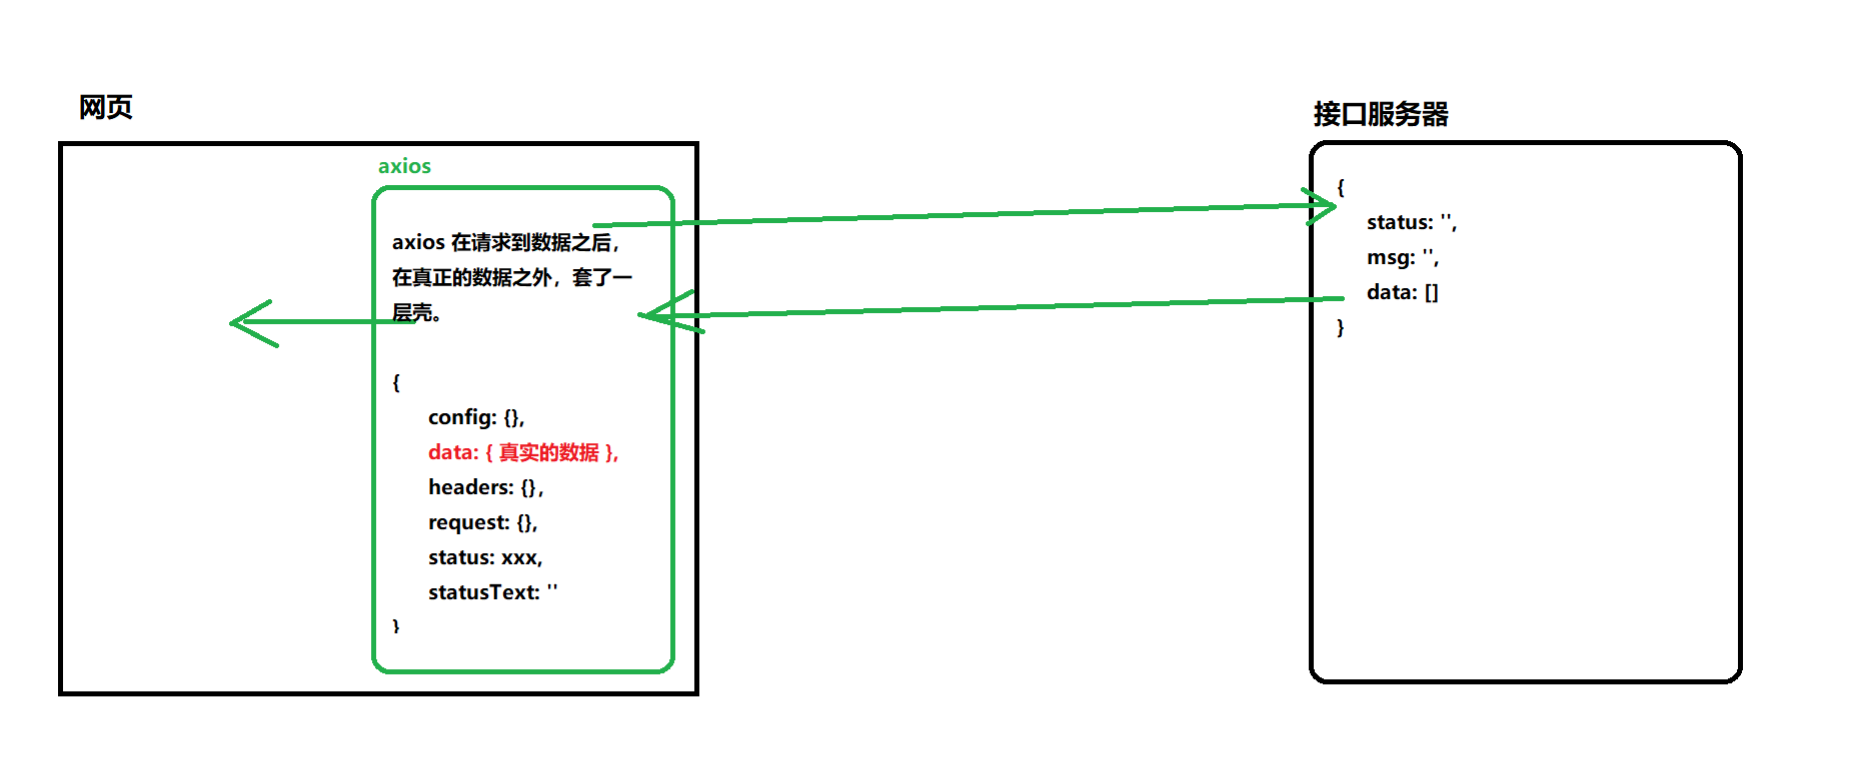 网页
axios
axios 在请求到数据之后，
在真正的数据之外，套了一
层壳。
{
config: {},
data: { 真实的数据 },
headers: {},
request: {},
status: xxx,
statusText: ''
}
接口服务器
{
status: '',
msg: '',
data: []
}